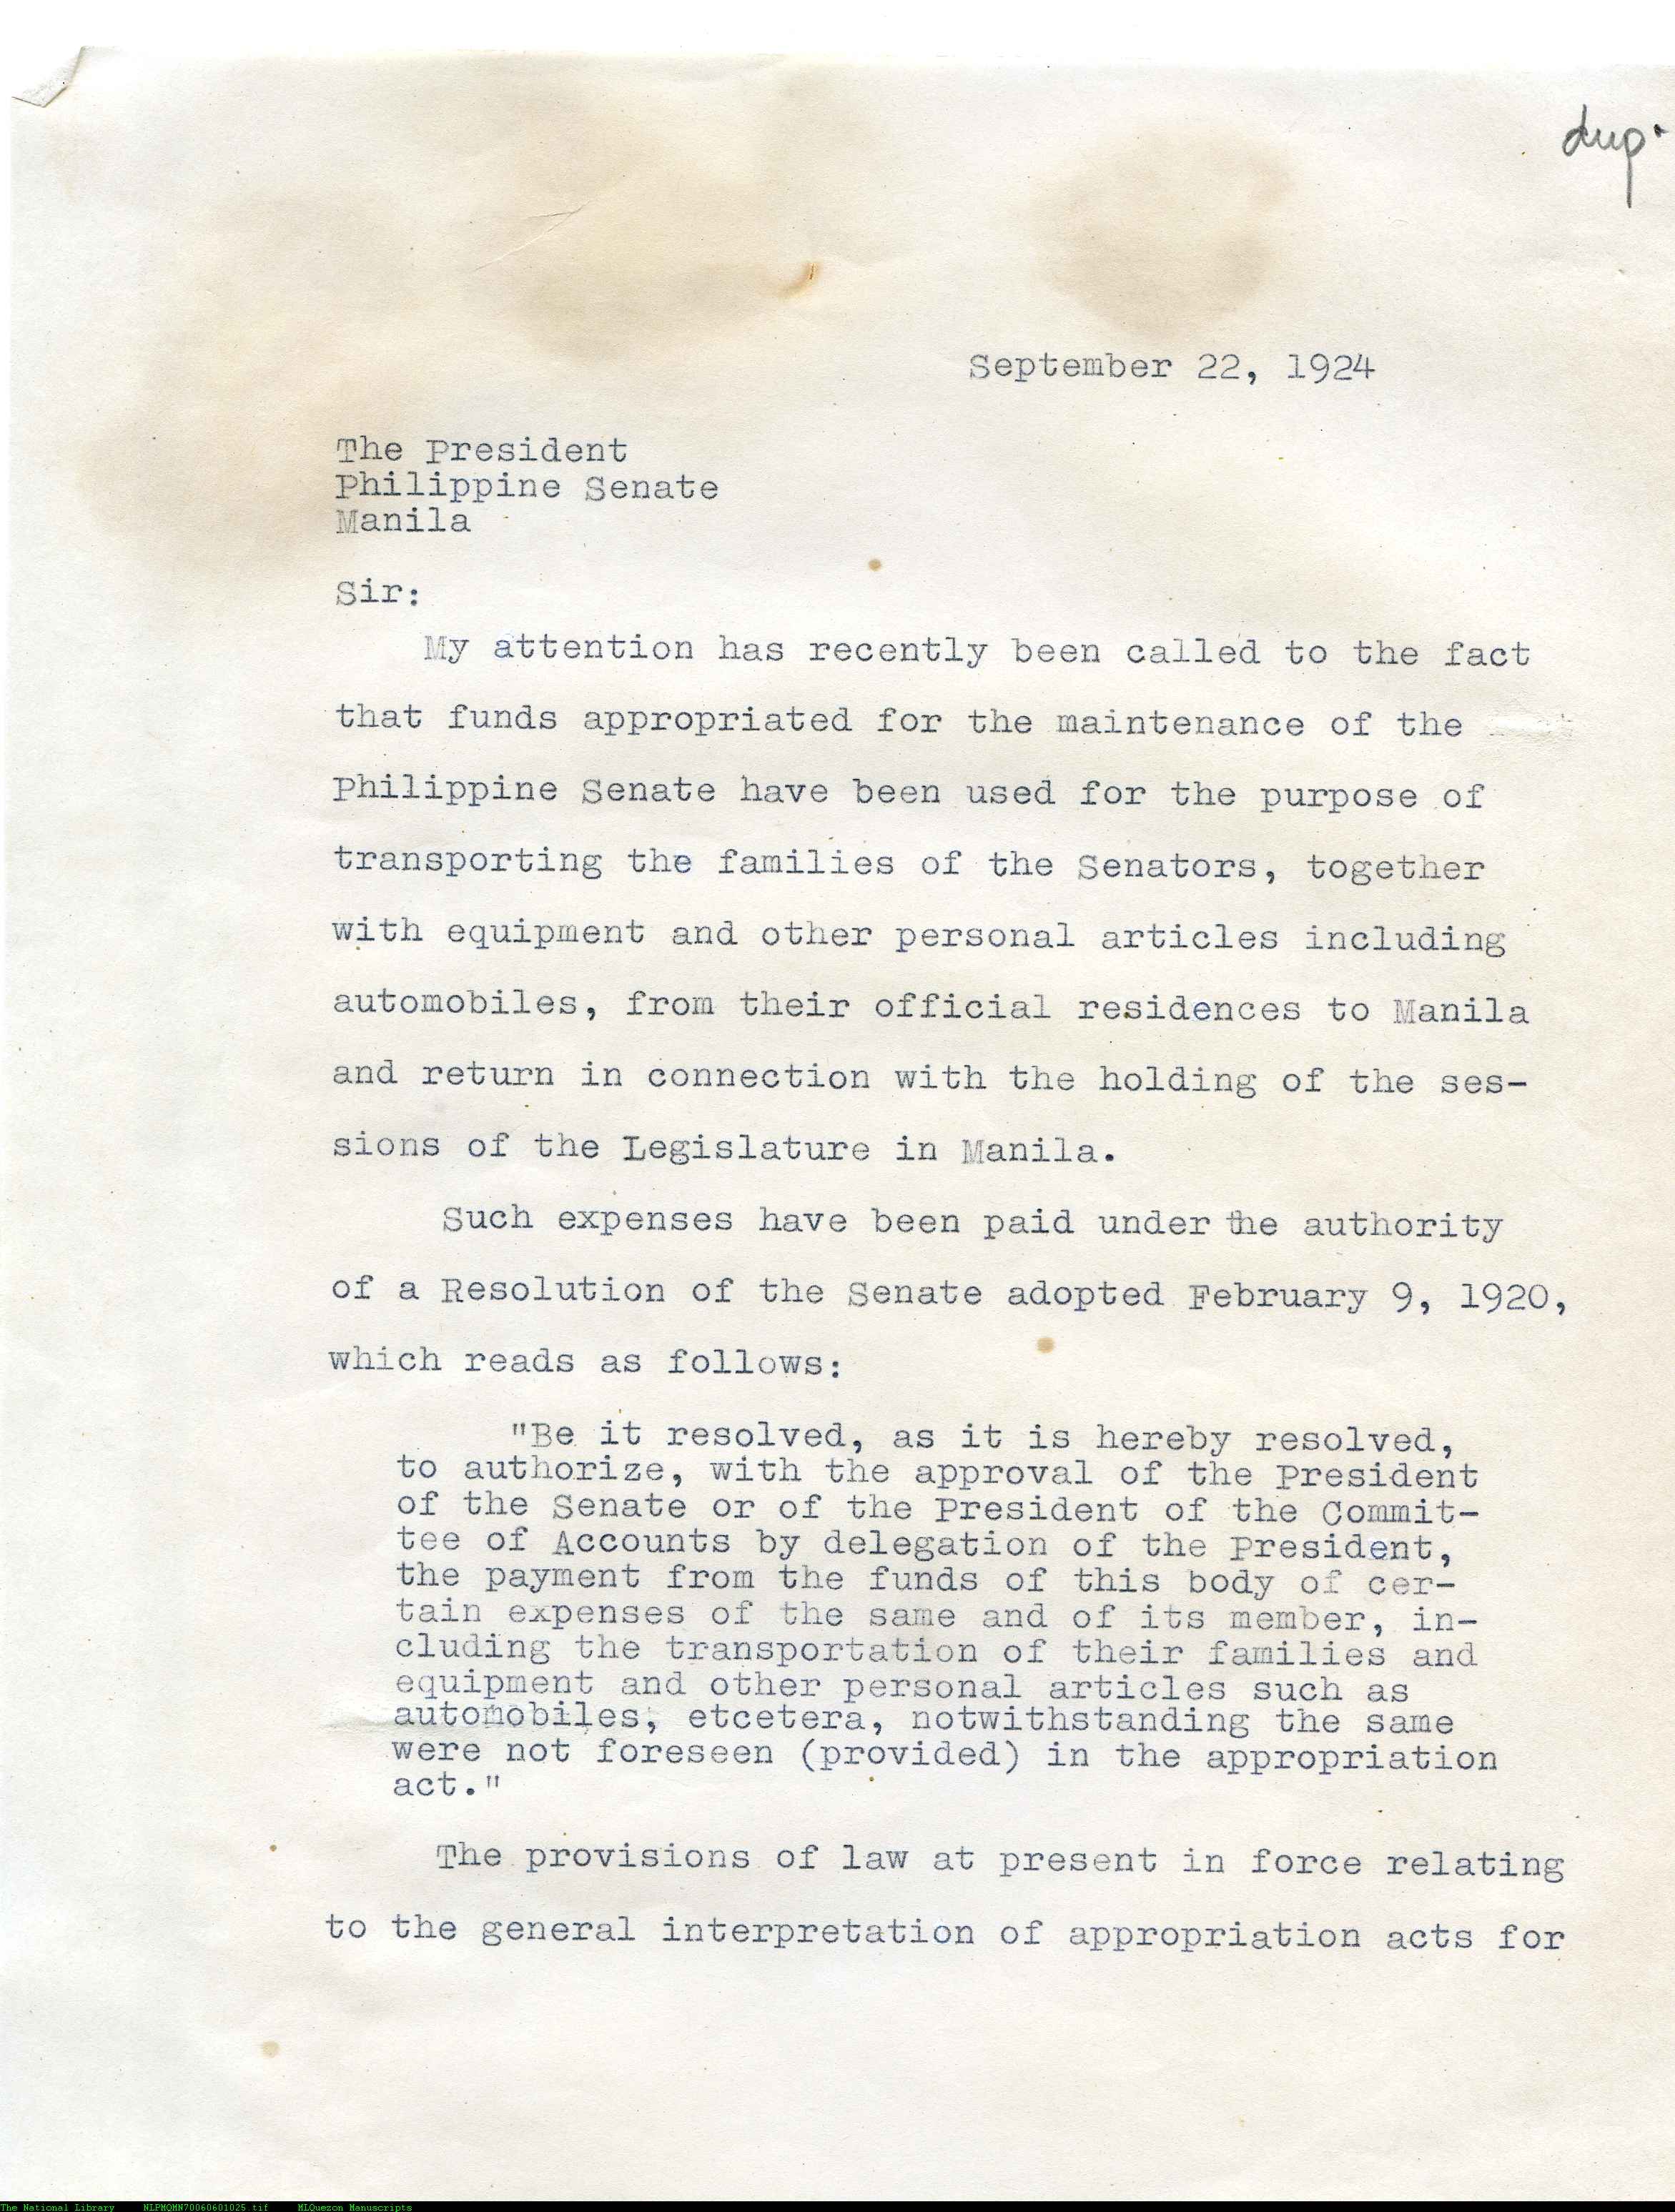 dup.
September 22, 1924
The President
Philippine Senate
Manila
Sir:
My attention has recently been called to the fact
that funds appropriated for the maintenance of the
Philippine Senate have been used for the purpose of
transporting the families of the Senators, together
with equipment and other personal articles including
automobiles, from their official residences to Manila
and return in connection with the holding of the ses-
sions of the Legislature in Manila.
Such expenses have been paid under the authority
of a Resolution of the Senate adopted February 9, 1920,
which reads as follows:
"Be it resolved, as it is hereby resolved,
to authorize, with the approval of the President
of the Senate or of the President of the Commit-
tee of Accounts by delegation of the President,
the payment from the funds of this body of cer-
tain expenses of the same and of its member, in-
cluding the transportation of their families and
equipment and other personal articles such as
automobiles, etcetera, notwithstanding the same
were not foreseen (provided) in the appropriation
act."
The provisions of law at present in force relating
to the general interpretation of appropriation acts for
The National Library NLPMQMN70060601025.tif MLQuezon Manuscripts